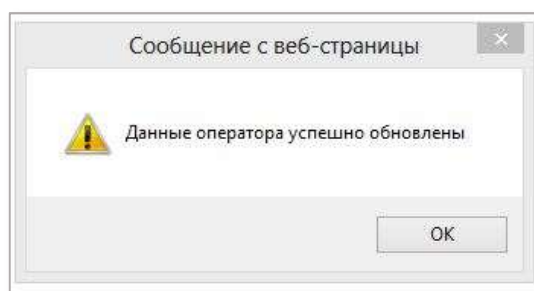 Сообщение с веб-страницы
Данные оператора успешно обновлены
OK